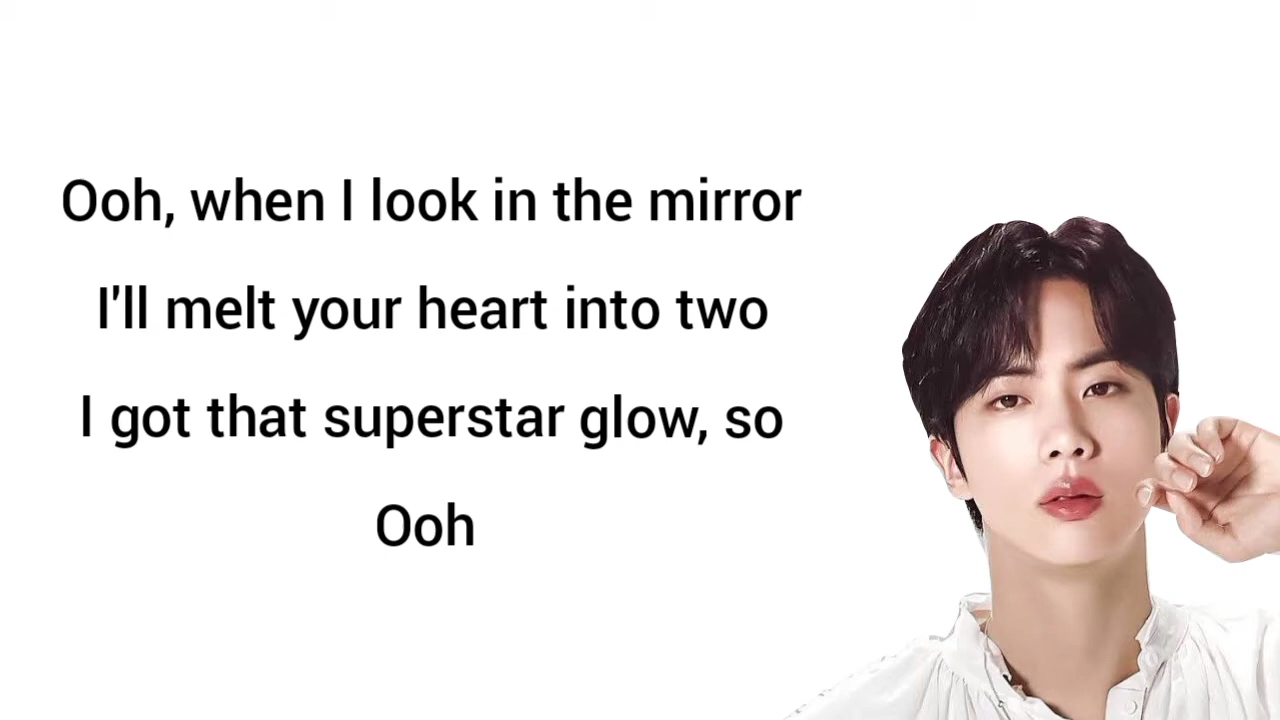 Ooh, when I look in the mirror
I'll melt your heart into two
I got that superstar glow, so
Ooh